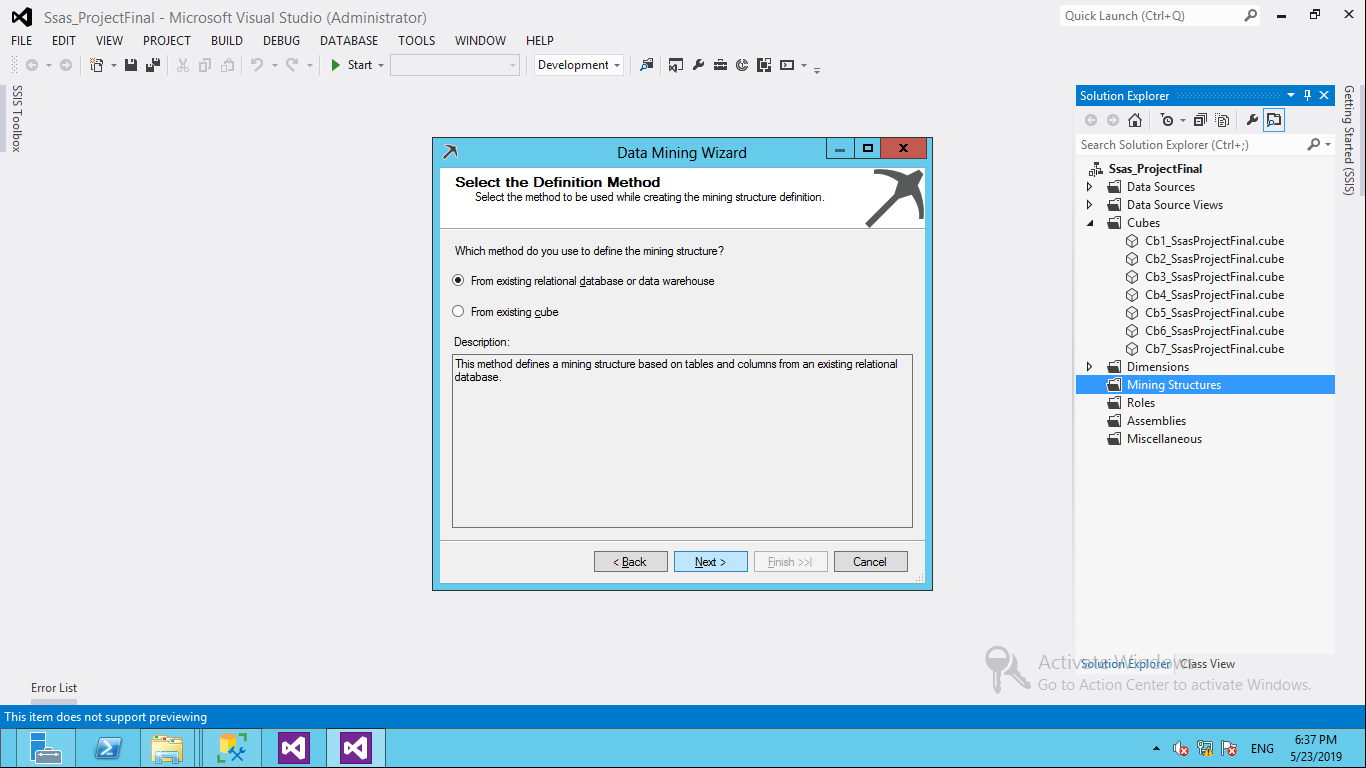 Ssas_ProjectFinal - Microsoft Visual Studio (Administrator)
Quick Launch (Ctrl+Q)
FILE EDIT VIEW PROJECT BUILD DEBUG DATABASE TOOLS WINDOW HELP
Start
Development
SSIS Toolbox
Data Mining Wizard
Select the Definition Method
Select the method to be used while creating the mining structure definition.
Which method do you use to define the mining structure?
From existing relational database or data warehouse
From existing cube
Description:
This method defines a mining structure based on tables and columns from an existing relational
database.
< Back
Next >
Finish >>|
Cancel
Solution Explorer
Search Solution Explorer (Ctrl+;)
Ssas_ProjectFinal
Data Sources
Data Source Views
Cubes
Cb1_SsasProjectFinal.cube
Cb2_SsasProjectFinal.cube
Cb3_SsasProjectFinal.cube
Cb4_SsasProjectFinal.cube
Cb5_SsasProjectFinal.cube
Cb6_SsasProjectFinal.cube
Cb7_SsasProjectFinal.cube
Dimensions
Mining Structures
Roles
Assemblies
Miscellaneous
Getting Started (SSIS)
Solution Explorer Class View
Activate Windows
Go to Action Center to activate Windows.
Error List
This item does not support previewing
ENG
6:37 PM
5/23/2019